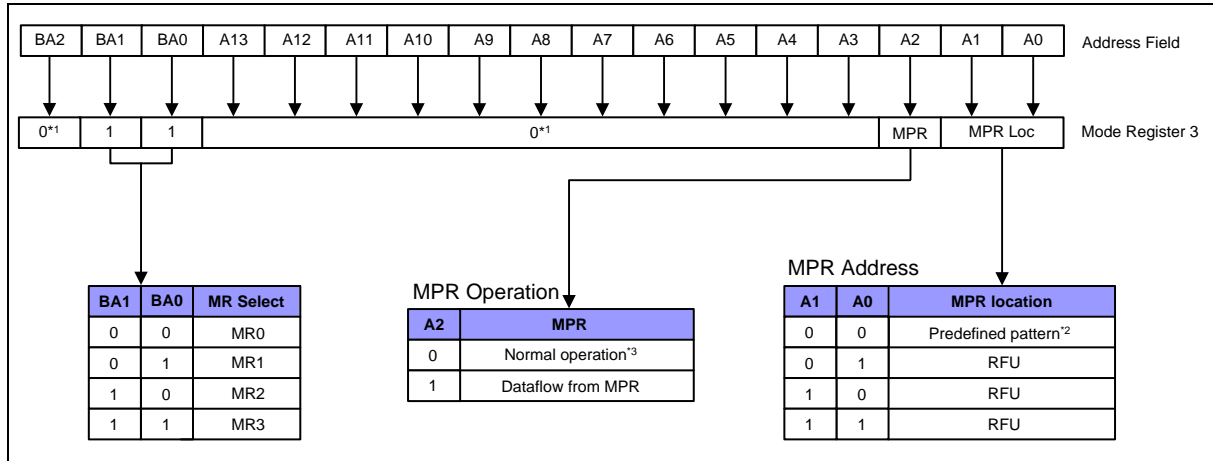 BA2 BA1 BA0 A13 A12 A11 A10 A9 A8 A7 A6 A5 A4 A3 A2 A1 A0 Address Field
0*1 1 1 0*1 MPR MPR Loc Mode Register 3
BA1 BA0 MR Select
0 0 MR0
0 1 MR1
1 0 MR2
1 1 MR3
MPR Operation
A2 MPR
0 Normal operation*3
1 Dataflow from MPR
MPR Address
A1 A0 MPR location
0 0 Predefined pattern*2
0 1 RFU
1 0 RFU
1 1 RFU